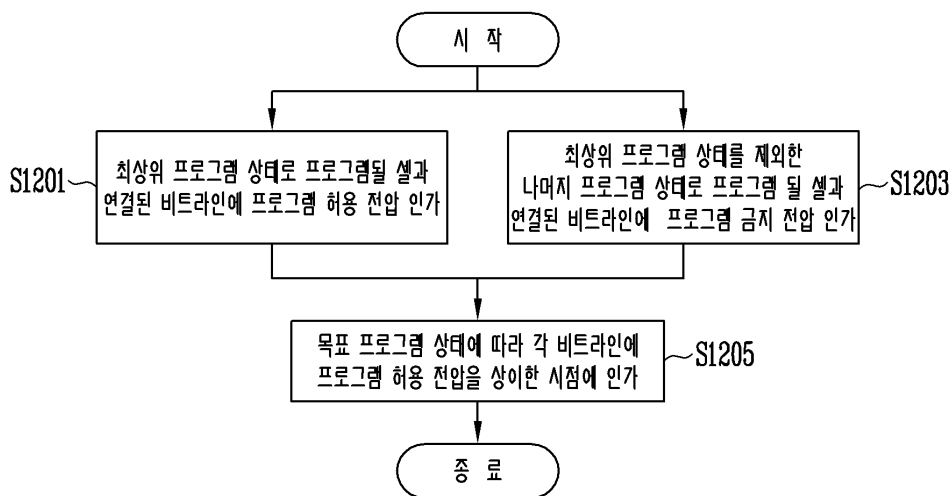 시 작
S1201
최상위 프로그램 상태로 프로그램될 셀과
연결된 비트라인에 프로그램 허용 전압 인가
최상위 프로그램 상태를 제외한
나머지 프로그램 상태로 프로그램 될 셀과
연결된 비트라인에 프로그램 금지 전압 인가
S1203
목표 프로그램 상태에 따라 각 비트라인에
프로그램 허용 전압을 상이한 시점에 인가
S1205
종 료